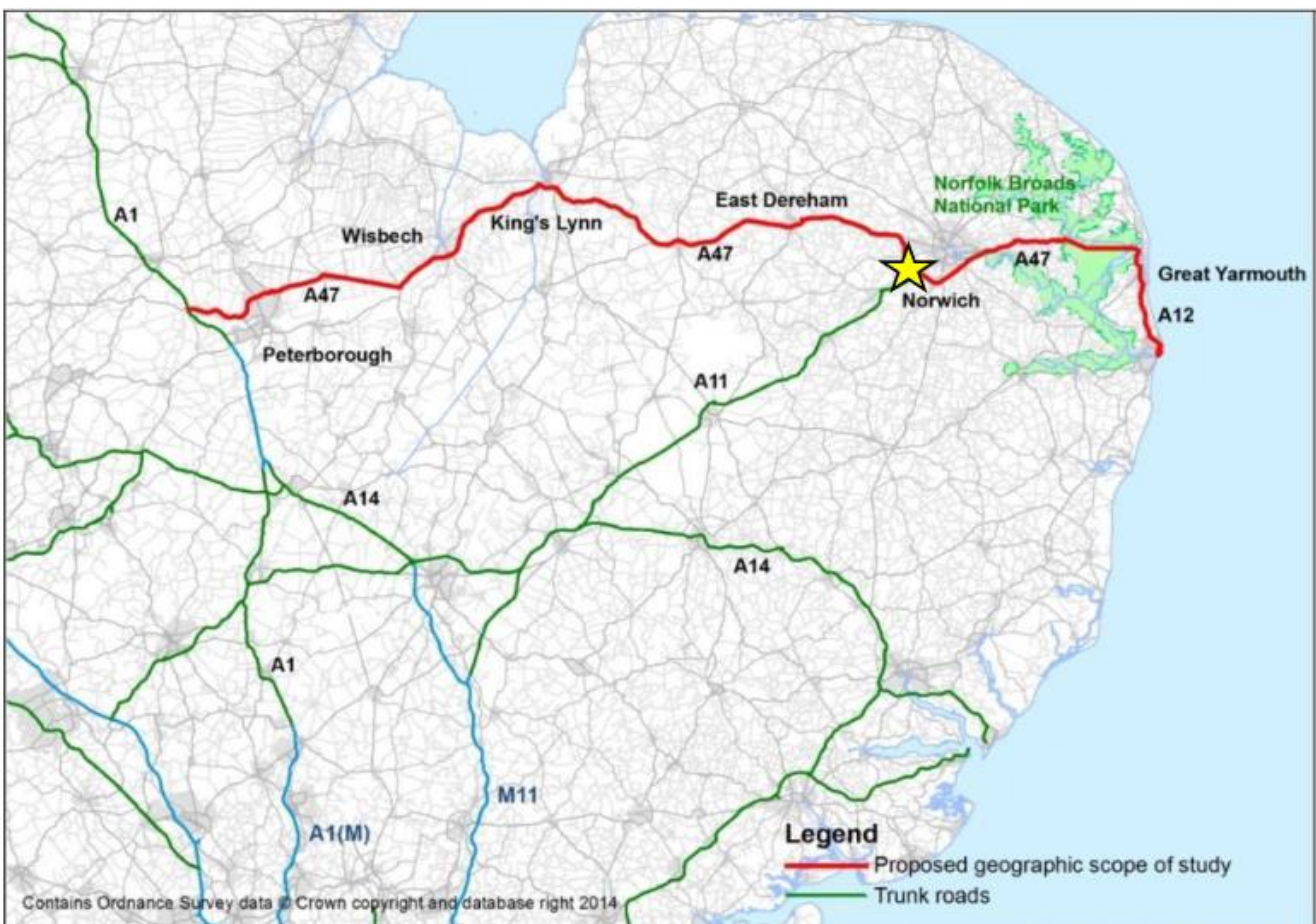 Norfolk Broads
National Park
East Dereham
A1
King's Lynn
Wisbech
A47
A47
Great Yarmouth
A47
Norwich
A12
Peterborough
A11
A14
A14
A1
M11
A1(M)
Legend
Proposed geographic scope of study
Trunk roads
Contains Ordnance Survey data © Crown copyright and database right 2014